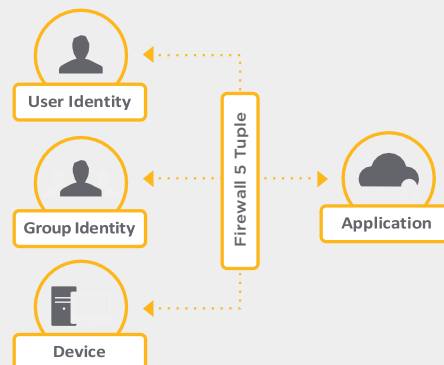 User Identity
Group Identity
Device
Firewall 5 Tuple
Application